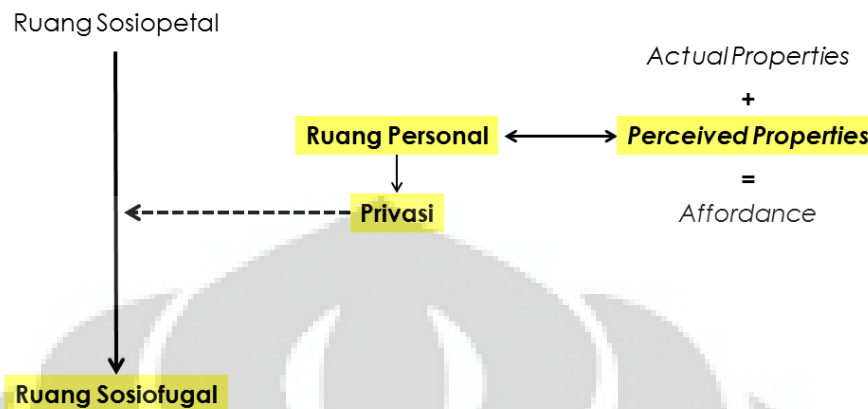 Ruang Sosiopetal
Actual Properties
+
Ruang Personal
Perceived Properties
=
Privasi
Affordance
Ruang Sosiofugal